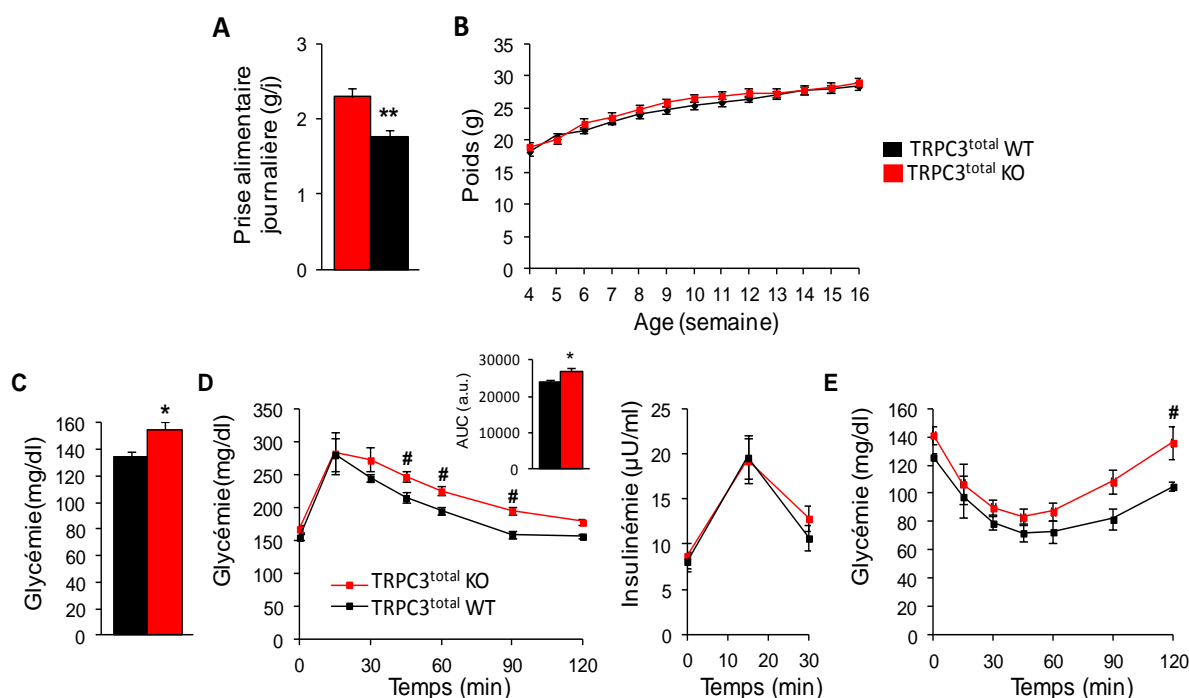 A
Prise alimentaire
journalière (g/j)
3
2
1
0
**
B
Poids (g)
35
30
25
20
15
10
5
0
4 5 6 7 8 9 10 11 12 13 14 15 16
Age (semaine)
TRPC3total WT
TRPC3total KO
C
Glycémie(mg/dl)
160
140
120
100
80
60
40
20
0
*
D
Glycémie(mg/dl)
350
300
250
200
150
100
50
0
# # #
TRPC3total KO
TRPC3total WT
0 30 60 90 120
Temps (min)
AUC (a.u.)
30000
20000
10000
0
*
Insulinémie (µU/ml)
25
20
15
10
5
0
0 10 20 30
Temps (min)
E
Glycémie (mg/dl)
160
140
120
100
80
60
40
20
0
#
0 30 60 90 120
Temps (min)